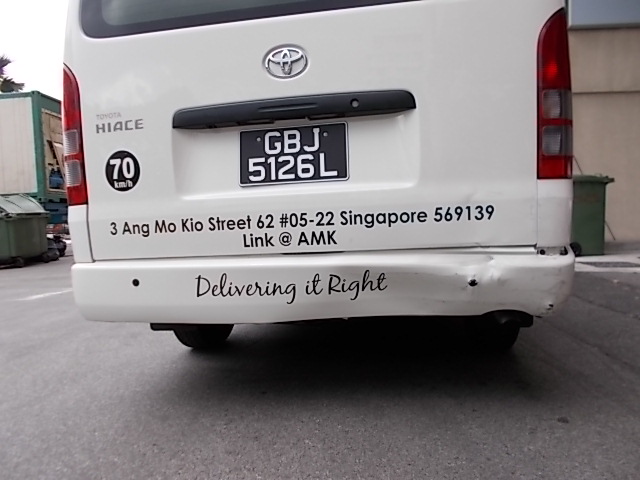 TOYOTA
HIACE
GBJ
5126L
70
km/h
3 Ang Mo Kio Street 62 #05-22 Singapore 569139
Link @ AMK
Delivering it Right